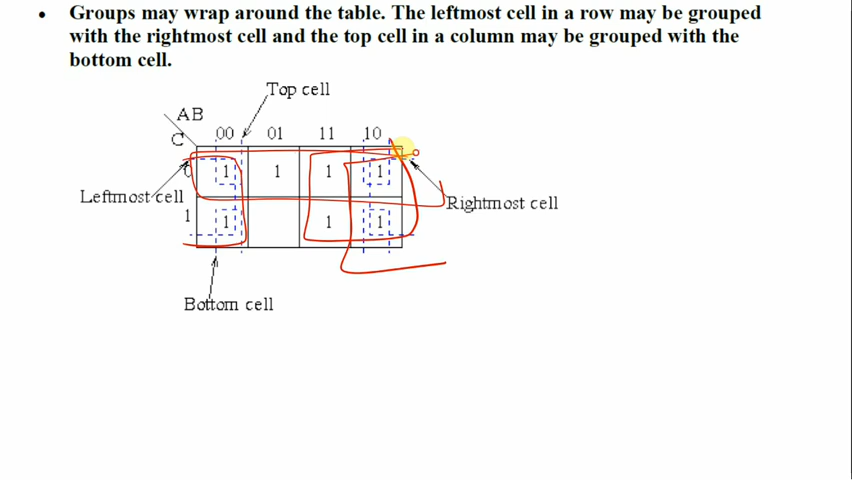 • Groups may wrap around the table. The leftmost cell in a row may be grouped
with the rightmost cell and the top cell in a column may be grouped with the
bottom cell.
Top cell
AB
C 00 01 11 10
0 1 1 1 1
Leftmost cell
Rightmost cell
1 1 1 1
Bottom cell